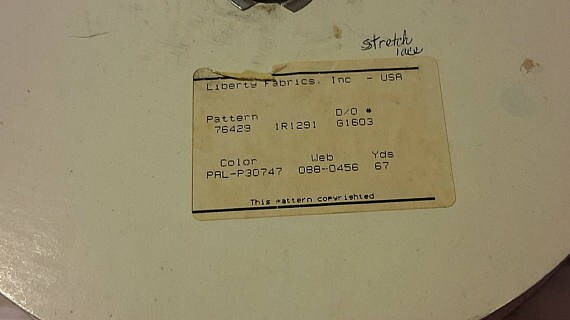 stretch
lace
Liberty Fabrics, Inc - USA
Pattern D/O *
76429 1R1291 G1603
Color Web Yds
PAL-P30747 088-0456 67
This pattern copyrighted